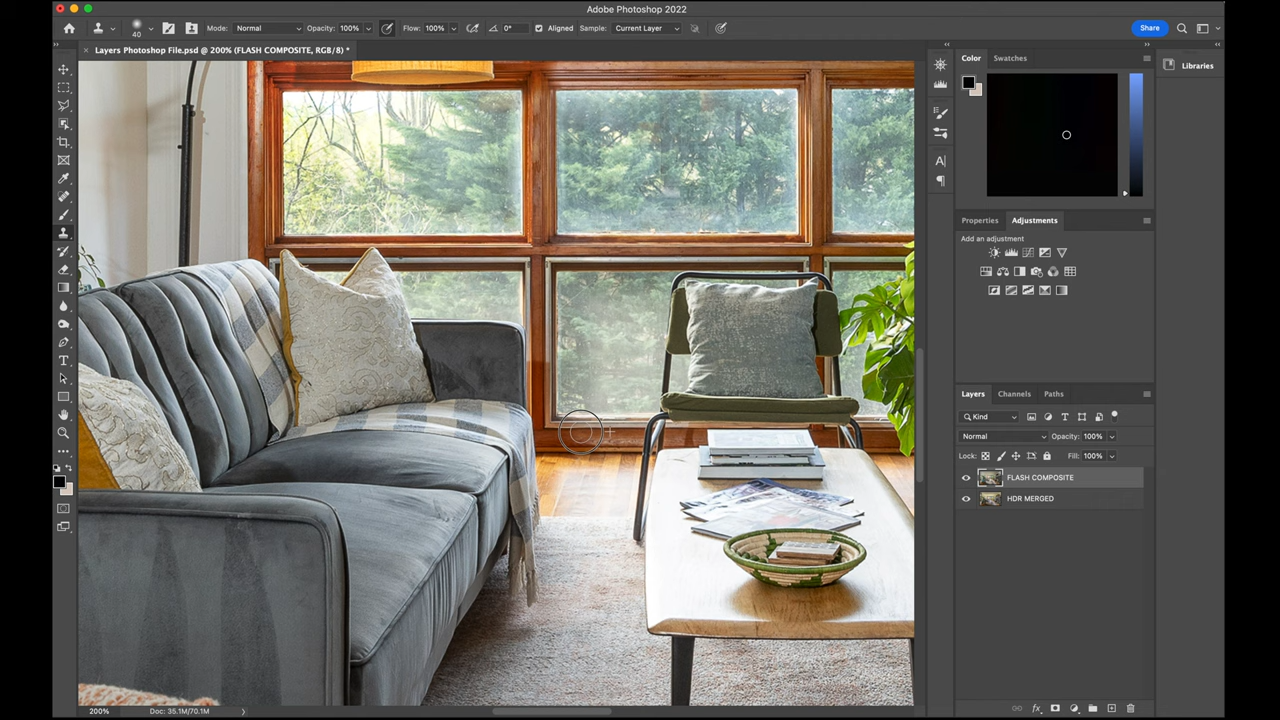 Adobe Photoshop 2022
40
Mode: Normal
Opacity: 100%
Flow: 100%
0°
Aligned
Sample: Current Layer
Share
× Layers Photoshop File.psd @ 200% (FLASH COMPOSITE, RGB/8) *
Color
Swatches
Libraries
Properties
Adjustments
Add an adjustment
Layers
Channels
Paths
Kind
Normal
Opacity: 100%
Lock:
Fill: 100%
FLASH COMPOSITE
HDR MERGED
200%
Doc: 35.1M/70.1M